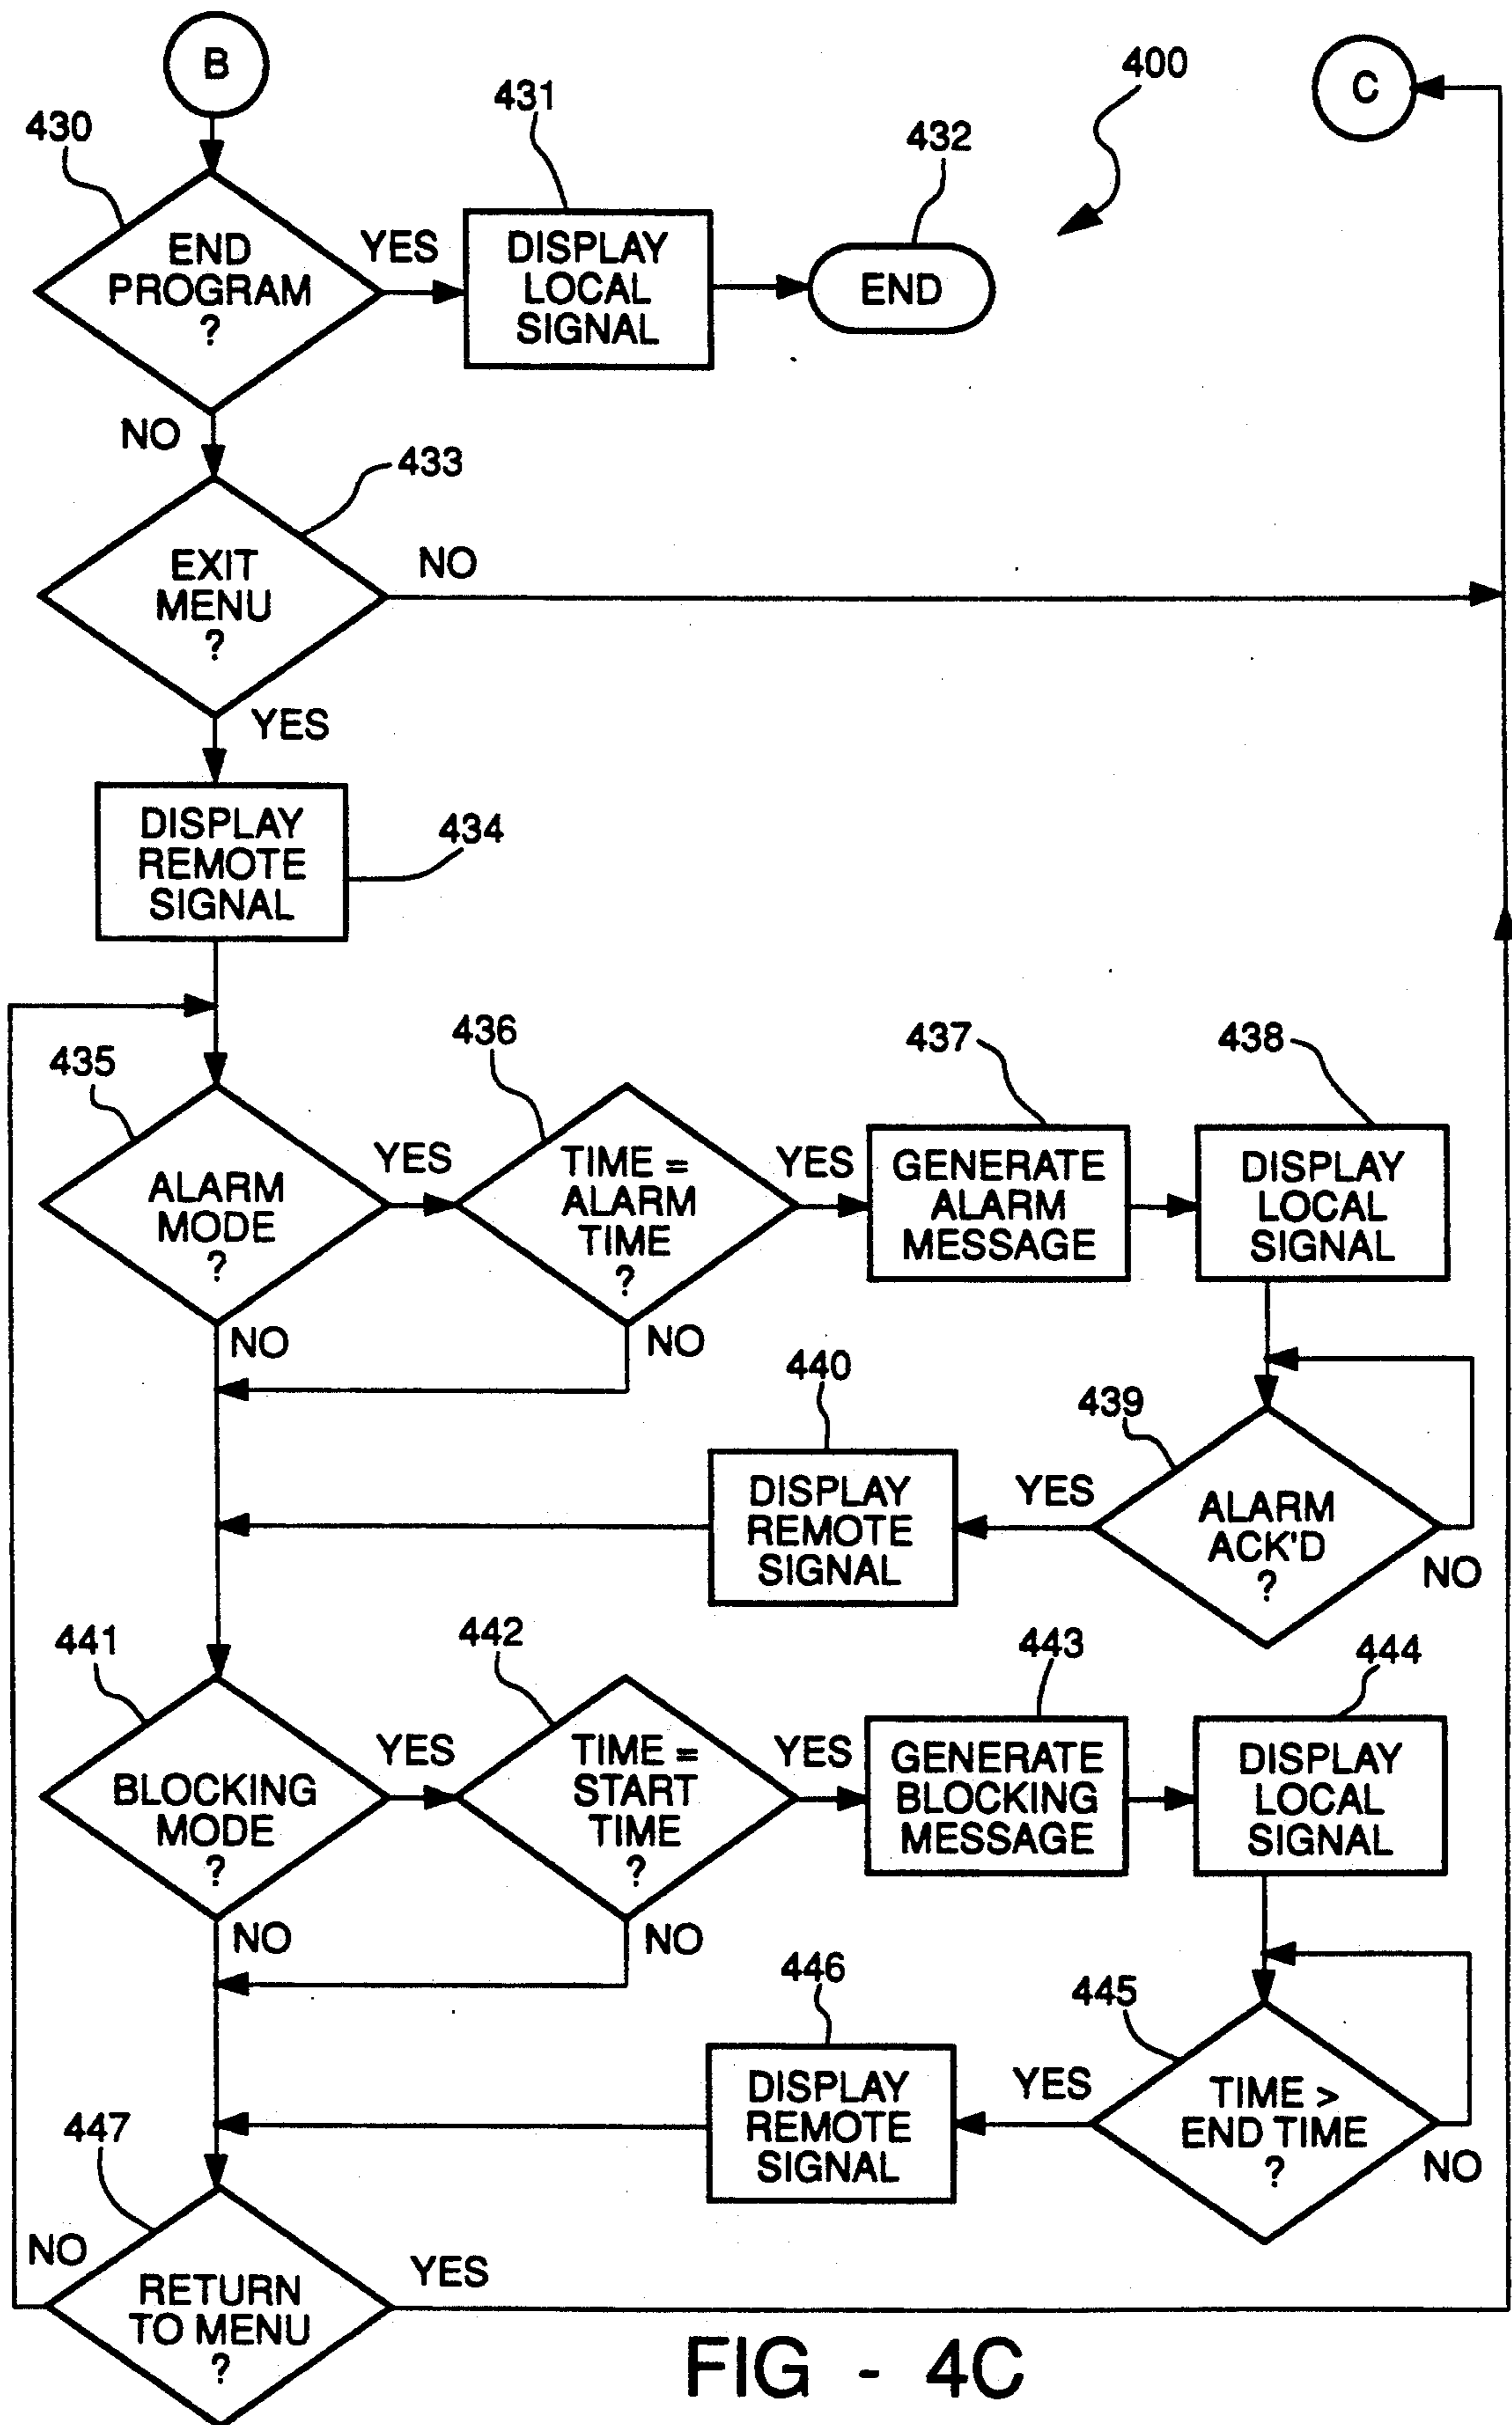 B
400
C
430
431
432
END
PROGRAM
?
YES
DISPLAY
LOCAL
SIGNAL
END
NO
433
EXIT
MENU
?
NO
YES
DISPLAY
REMOTE
SIGNAL
434
435
436
437
438
ALARM
MODE
?
YES
TIME =
ALARM
TIME
?
YES
GENERATE
ALARM
MESSAGE
DISPLAY
LOCAL
SIGNAL
NO
NO
440
439
DISPLAY
REMOTE
SIGNAL
YES
ALARM
ACK'D
?
NO
441
442
443
444
BLOCKING
MODE
?
YES
TIME =
START
TIME
?
YES
GENERATE
BLOCKING
MESSAGE
DISPLAY
LOCAL
SIGNAL
NO
NO
446
445
DISPLAY
REMOTE
SIGNAL
YES
TIME >
END TIME
?
NO
447
NO
RETURN
TO MENU
?
YES
FIG - 4C